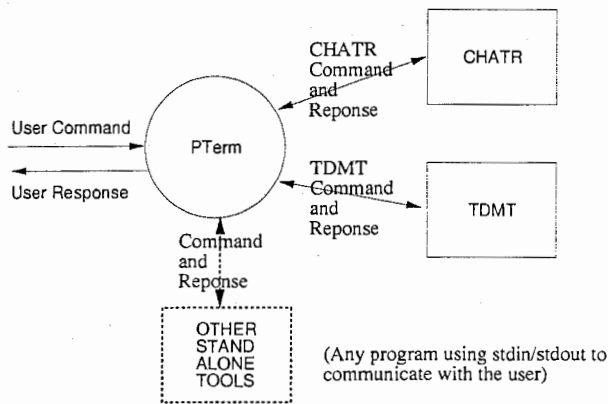 CHATR
Command
and
Reponse
CHATR
User Command
PTerm
User Response
TDMT
Command
and
Reponse
TDMT
Command
and
Reponse
OTHER
STAND
ALONE
TOOLS
(Any program using stdin/stdout to
communicate with the user)